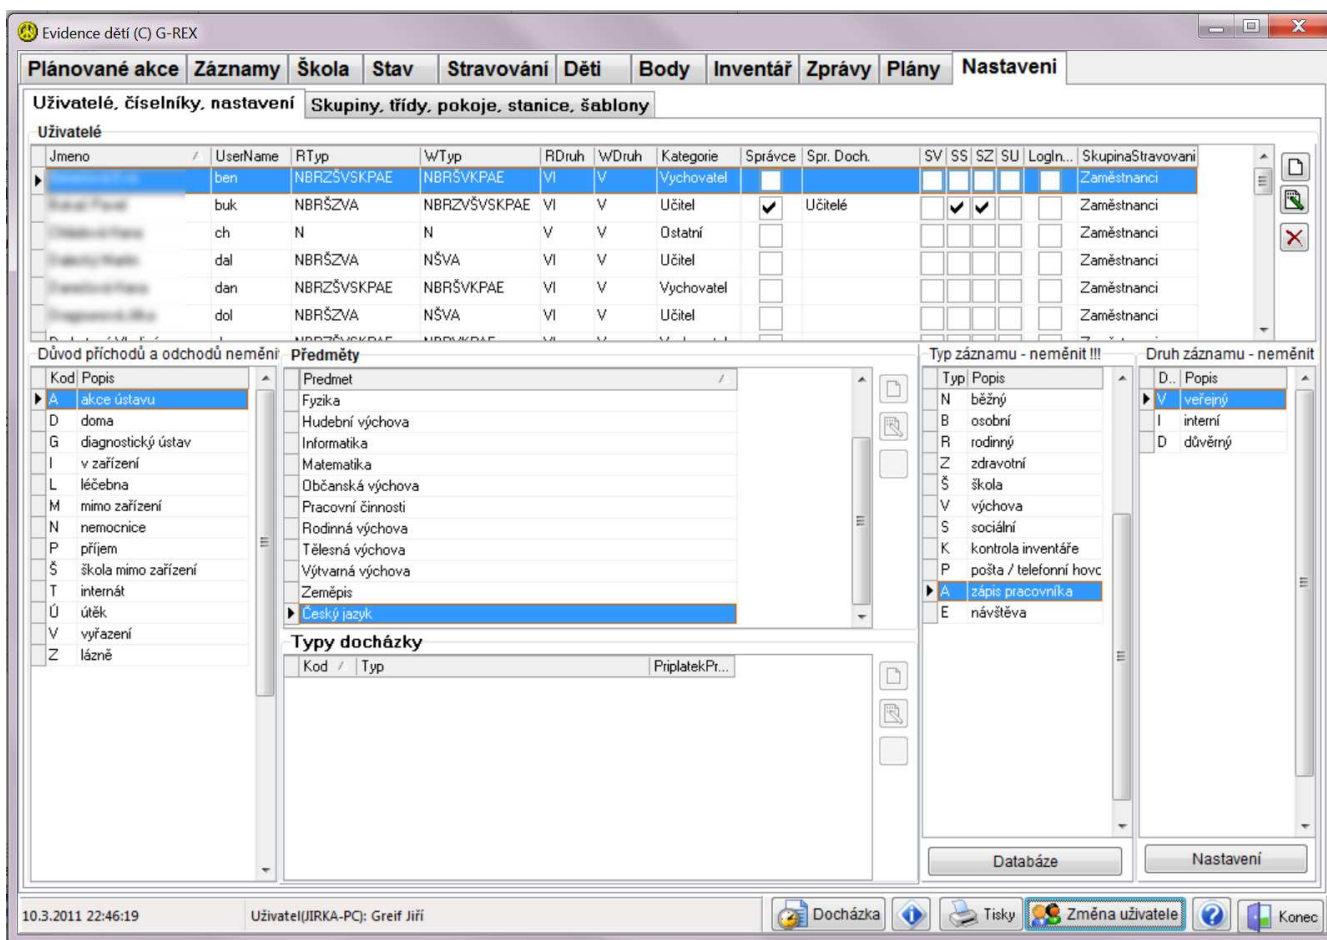 Evidence dětí (C) G-REX
Plánované akce Záznamy Škola Stav Stravování Děti Body Inventář Zprávy Plány Nastaveni
Uživatelé, číselníky, nastavení Skupiny, třídy, pokoje, stanice, šablony
Uživatelé
Jmeno UserName RTyp WTyp RDruh WDruh Kategorie Správce Spr. Doch. SV SS SZ SU LogIn... SkupinaStravovani
ben NBRZŠVSKPAE NBRŠVKPAE VI V Vychovatel Zaměstnanci
buk NBRŠZVA NBRZVŠVSKPAE VI V Učitel Učitelé Zaměstnanci
ch N N V V Ostatní Zaměstnanci
dal NBRŠZVA NŠVA VI V Učitel Zaměstnanci
dan NBRZŠVSKPAE NBRŠVKPAE VI V Vychovatel Zaměstnanci
dol NBRŠZVA NŠVA VI V Učitel Zaměstnanci
Důvod příchodů a odchodů neměni
Kod Popis
A akce ústavu
D doma
G diagnostický ústav
I v zařízení
L léčebna
M mimo zařízení
N nemocnice
P příjem
Š škola mimo zařízení
T internát
Ú útěk
V vyřazení
Z lázně
Předměty
Predmet
Fyzika
Hudební výchova
Informatika
Matematika
Občanská výchova
Pracovní činnosti
Rodinná výchova
Tělesná výchova
Výtvarná výchova
Zeměpis
Český jazyk
Typy docházky
Kod Typ PriplatekPr...
Typ záznamu - neměnit !!!
Typ Popis
N běžný
B osobní
R rodinný
Z zdravotní
Š škola
V výchova
S sociální
K kontrola inventáře
P pošta / telefonní hovc
A zápis pracovníka
E návštěva
Databáze
Druh záznamu - neměnit
D.. Popis
V veřejný
I interní
D důvěrný
Nastavení
10.3.2011 22:46:19 Uživatel(JIRKA-PC): Greif Jiří Docházka Tisky Změna uživatele Konec